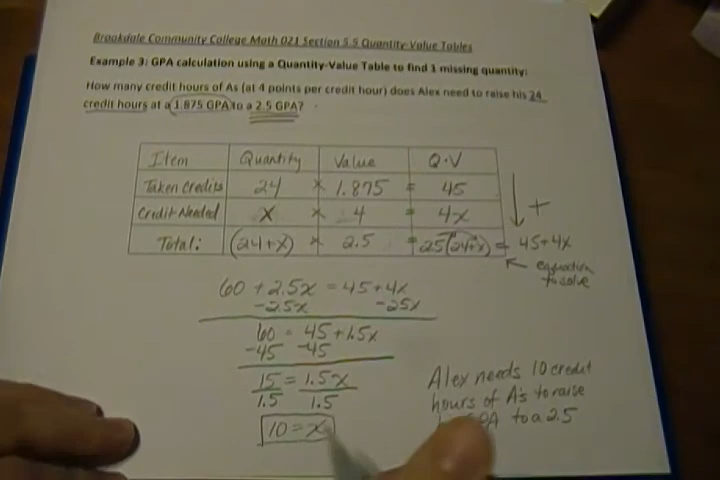 Brookdale Community College Math 021 Section 5.5 Quantity-Value Tables
Example 3: GPA calculation using a Quantity-Value Table to find 1 missing quantity:
How many credit hours of As (at 4 points per credit hour) does Alex need to raise his 24
credit hours at a 1.875 GPA to a 2.5 GPA?
Item Quantity Value Q·V
Taken Credits 24 x 1.875 = 45
Credit Needed x x 4 = 4x
Total: (24+x) x 2.5 = 2.5(24+x) = 45+4x
+
equation
to solve
60 + 2.5x = 45+4x
-2.5x -2.5x
60 = 45+1.5x
-45 -45
15 = 1.5x
1.5 1.5
10 = x
Alex needs 10 credit
hours of A's to raise
GPA to a 2.5